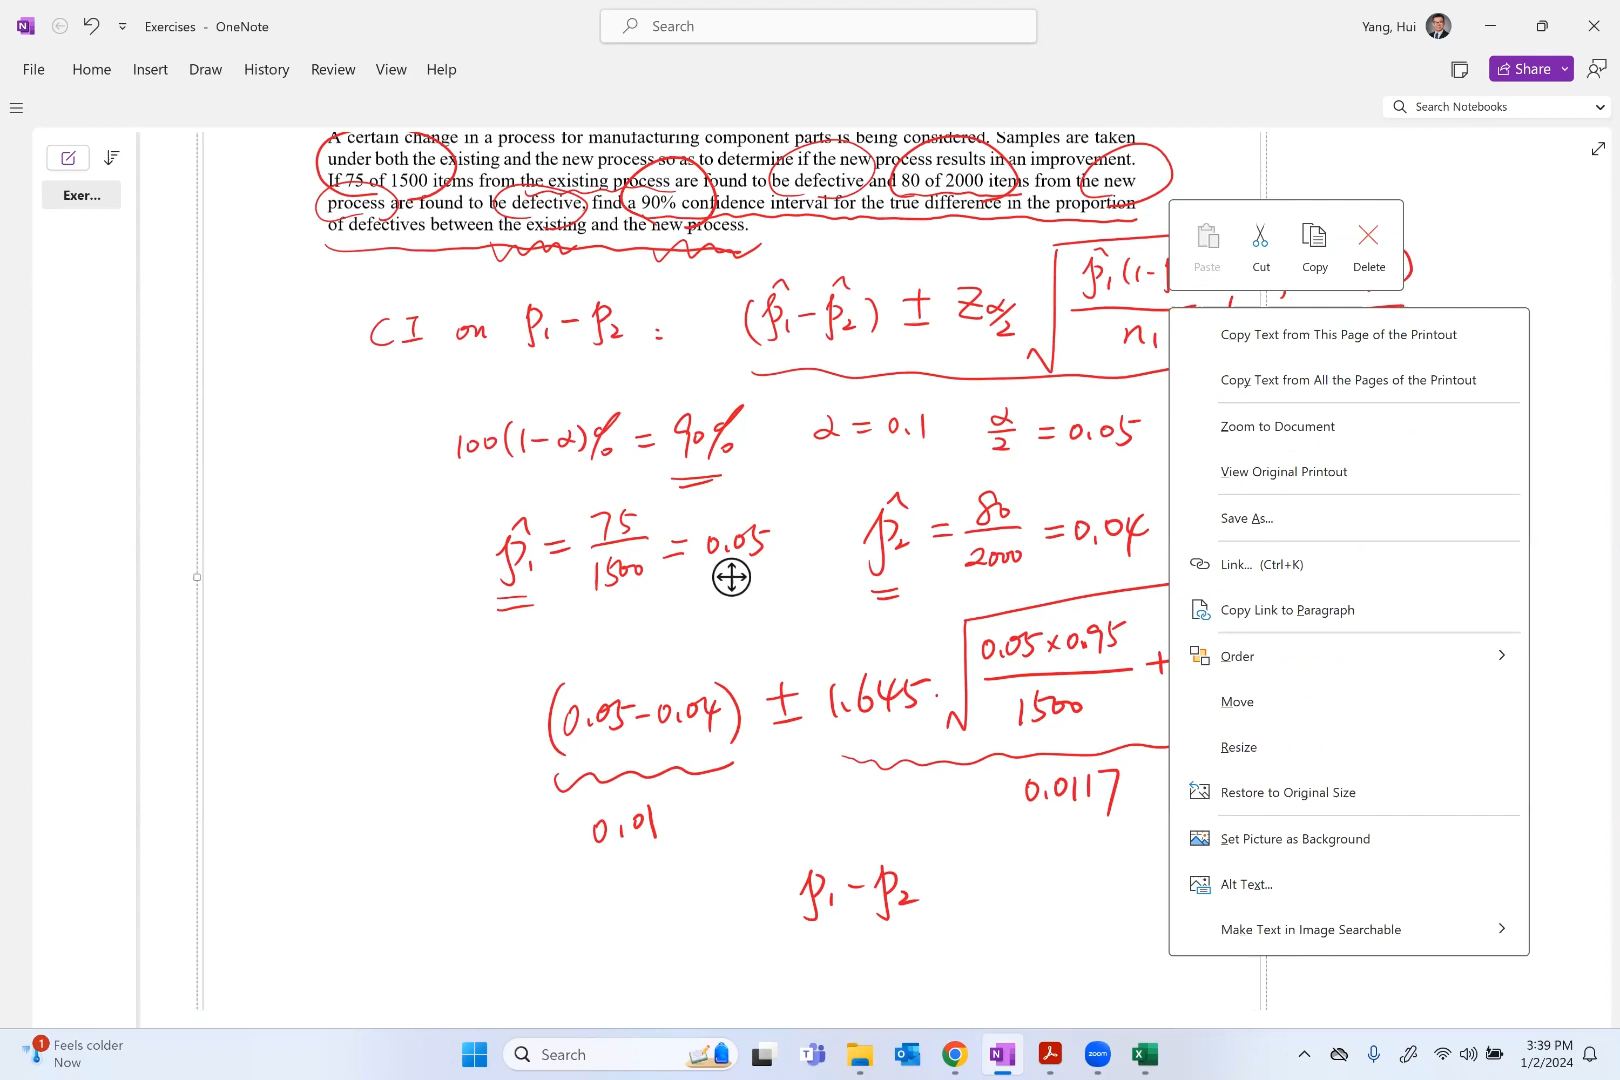 Exercises - OneNote
Search
Yang, Hui
File Home Insert Draw History Review View Help
Share
Search Notebooks
Exer...
A certain change in a process for manufacturing component parts is being considered. Samples are taken
under both the existing and the new process so as to determine if the new process results in an improvement.
If 75 of 1500 items from the existing process are found to be defective and 80 of 2000 items from the new
process are found to be defective, find a 90% confidence interval for the true difference in the proportion
of defectives between the existing and the new process.
CI on p₁ - p₂ : (p̂₁ - p̂₂) ± Z α/2 √ p̂₁(1-
n₁
100(1-α)% = 90% α = 0.1 α/2 = 0.05
p̂₁ = 75/1500 = 0.05 p̂₂ = 80/2000 = 0.04
(0.05-0.04) ± 1.645 · √ 0.05×0.95/1500 +
0.01 0.0117
p₁ - p₂
Paste Cut Copy Delete
Copy Text from This Page of the Printout
Copy Text from All the Pages of the Printout
Zoom to Document
View Original Printout
Save As...
Link... (Ctrl+K)
Copy Link to Paragraph
Order
Move
Resize
Restore to Original Size
Set Picture as Background
Alt Text...
Make Text in Image Searchable
1
Feels colder
Now
Search
zoom
3:39 PM
1/2/2024